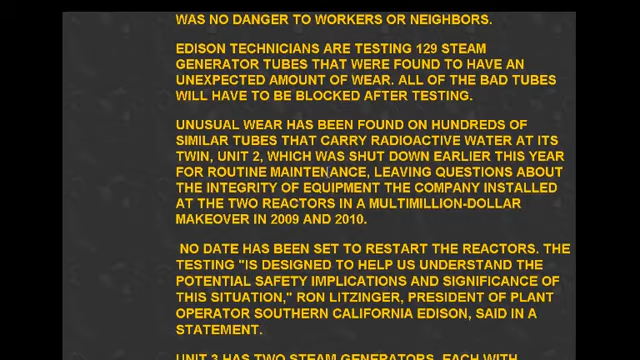 WAS NO DANGER TO WORKERS OR NEIGHBORS.
EDISON TECHNICIANS ARE TESTING 129 STEAM
GENERATOR TUBES THAT WERE FOUND TO HAVE AN
UNEXPECTED AMOUNT OF WEAR. ALL OF THE BAD TUBES
WILL HAVE TO BE BLOCKED AFTER TESTING.
UNUSUAL WEAR HAS BEEN FOUND ON HUNDREDS OF
SIMILAR TUBES THAT CARRY RADIOACTIVE WATER AT ITS
TWIN, UNIT 2, WHICH WAS SHUT DOWN EARLIER THIS YEAR
FOR ROUTINE MAINTENANCE, LEAVING QUESTIONS ABOUT
THE INTEGRITY OF EQUIPMENT THE COMPANY INSTALLED
AT THE TWO REACTORS IN A MULTIMILLION-DOLLAR
MAKEOVER IN 2009 AND 2010.
NO DATE HAS BEEN SET TO RESTART THE REACTORS. THE
TESTING "IS DESIGNED TO HELP US UNDERSTAND THE
POTENTIAL SAFETY IMPLICATIONS AND SIGNIFICANCE OF
THIS SITUATION," RON LITZINGER, PRESIDENT OF PLANT
OPERATOR SOUTHERN CALIFORNIA EDISON, SAID IN A
STATEMENT.
UNIT 3 HAS TWO STEAM GENERATORS, EACH WITH